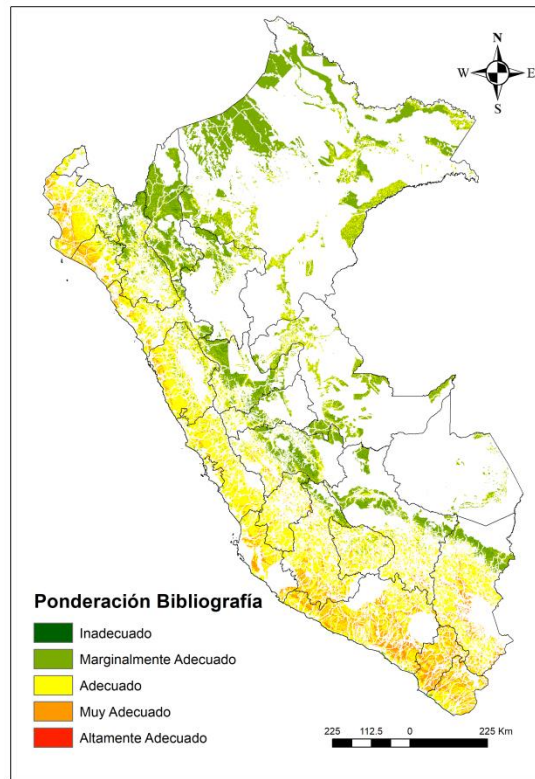 N
W E
S
Ponderación Bibliografía
Inadecuado
Marginalmente Adecuado
Adecuado
Muy Adecuado
Altamente Adecuado
225 112.5 0 225 Km